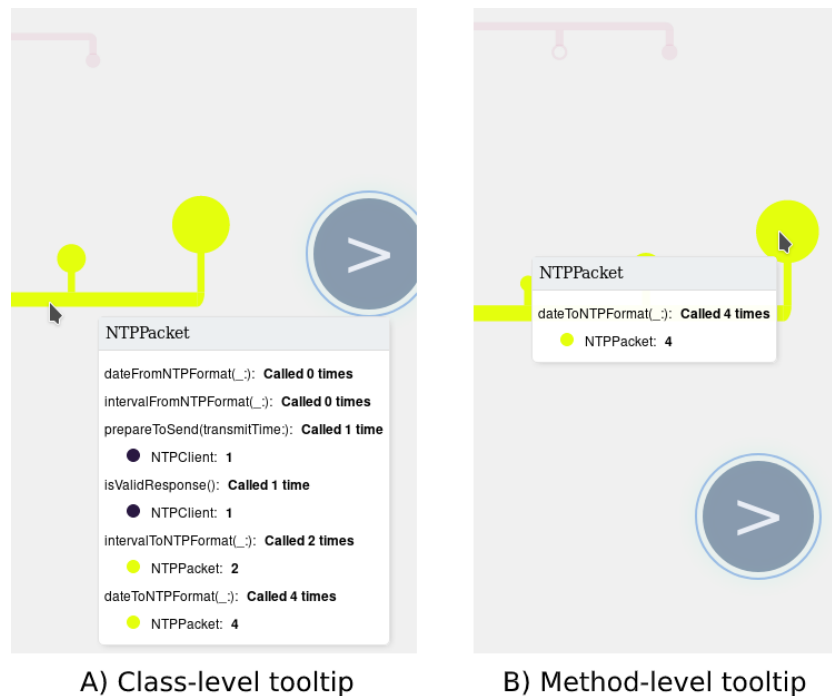 >
NTPPacket
dateFromNTPFormat(_:): Called 0 times
intervalFromNTPFormat(_:): Called 0 times
prepareToSend(transmitTime:): Called 1 time
NTPClient: 1
isValidResponse(): Called 1 time
NTPClient: 1
intervalToNTPFormat(_:): Called 2 times
NTPPacket: 2
dateToNTPFormat(_:): Called 4 times
NTPPacket: 4
A) Class-level tooltip
NTPPacket
dateToNTPFormat(_:): Called 4 times
NTPPacket: 4
>
B) Method-level tooltip